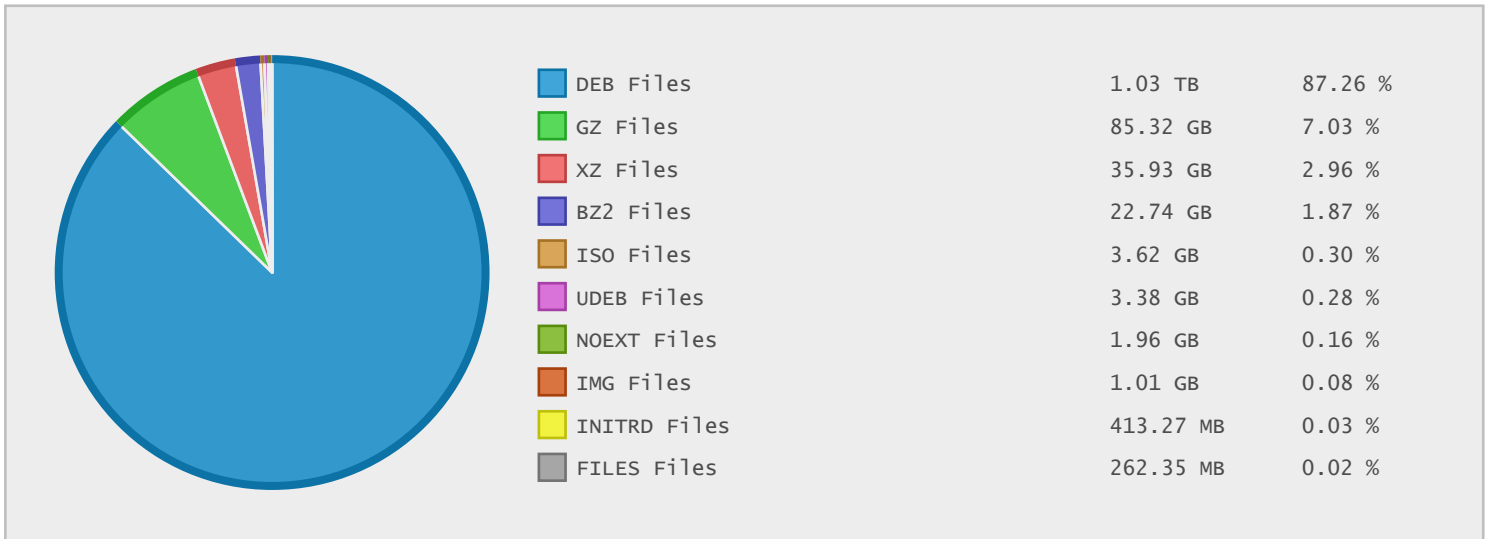 DEB Files 1.03 TB 87.26 %
GZ Files 85.32 GB 7.03 %
XZ Files 35.93 GB 2.96 %
BZ2 Files 22.74 GB 1.87 %
ISO Files 3.62 GB 0.30 %
UDEB Files 3.38 GB 0.28 %
NOEXT Files 1.96 GB 0.16 %
IMG Files 1.01 GB 0.08 %
INITRD Files 413.27 MB 0.03 %
FILES Files 262.35 MB 0.02 %